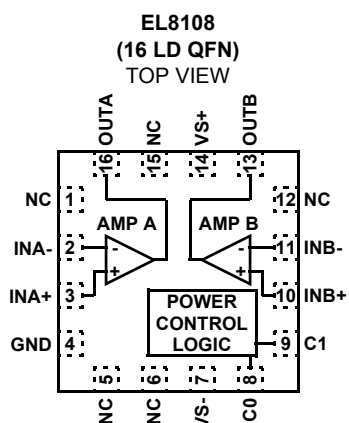 EL8108
(16 LD QFN)
TOP VIEW
OUTA
NC
VS+
OUTB
16
15
14
13
NC 1
12 NC
AMP A
AMP B
INA- 2
-
-
11 INB-
INA+ 3
+
+
10 INB+
POWER
CONTROL
LOGIC
GND 4
9 C1
5
6
7
8
NC
NC
VS-
C0